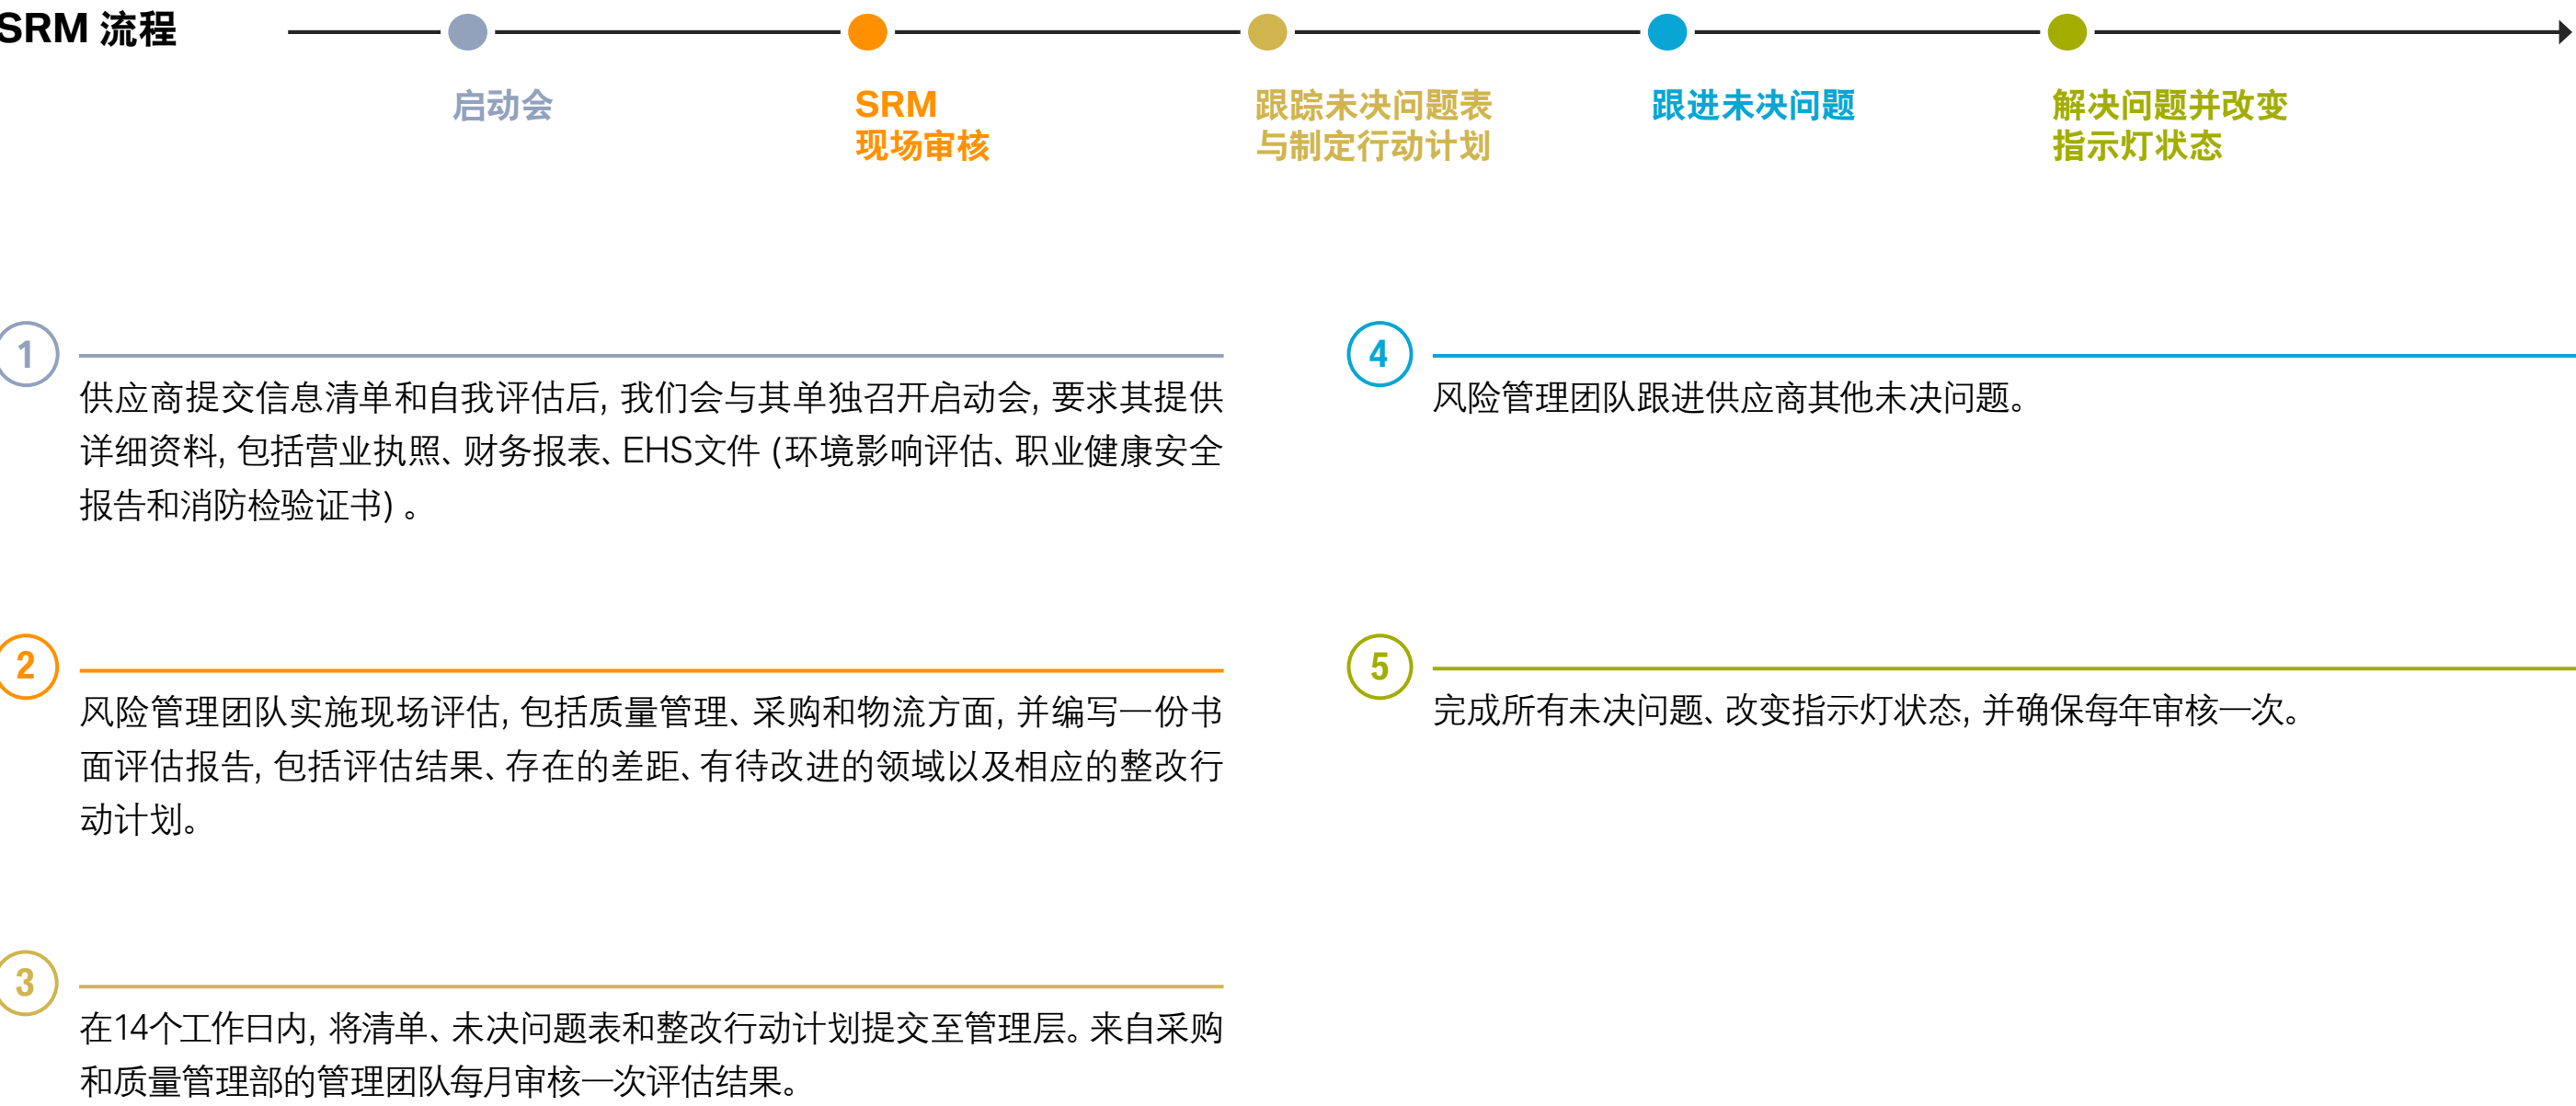 SRM 流程
启动会
SRM
现场审核
跟踪未决问题表
与制定行动计划
跟进未决问题
解决问题并改变
指示灯状态
1
供应商提交信息清单和自我评估后, 我们会与其单独召开启动会, 要求其提供
详细资料, 包括营业执照、财务报表、EHS文件 (环境影响评估、职业健康安全
报告和消防检验证书) 。
2
风险管理团队实施现场评估, 包括质量管理、采购和物流方面, 并编写一份书
面评估报告, 包括评估结果、存在的差距、有待改进的领域以及相应的整改行
动计划。
3
在14个工作日内, 将清单、未决问题表和整改行动计划提交至管理层。来自采购
和质量管理部的管理团队每月审核一次评估结果。
4
风险管理团队跟进供应商其他未决问题。
5
完成所有未决问题、改变指示灯状态, 并确保每年审核一次。